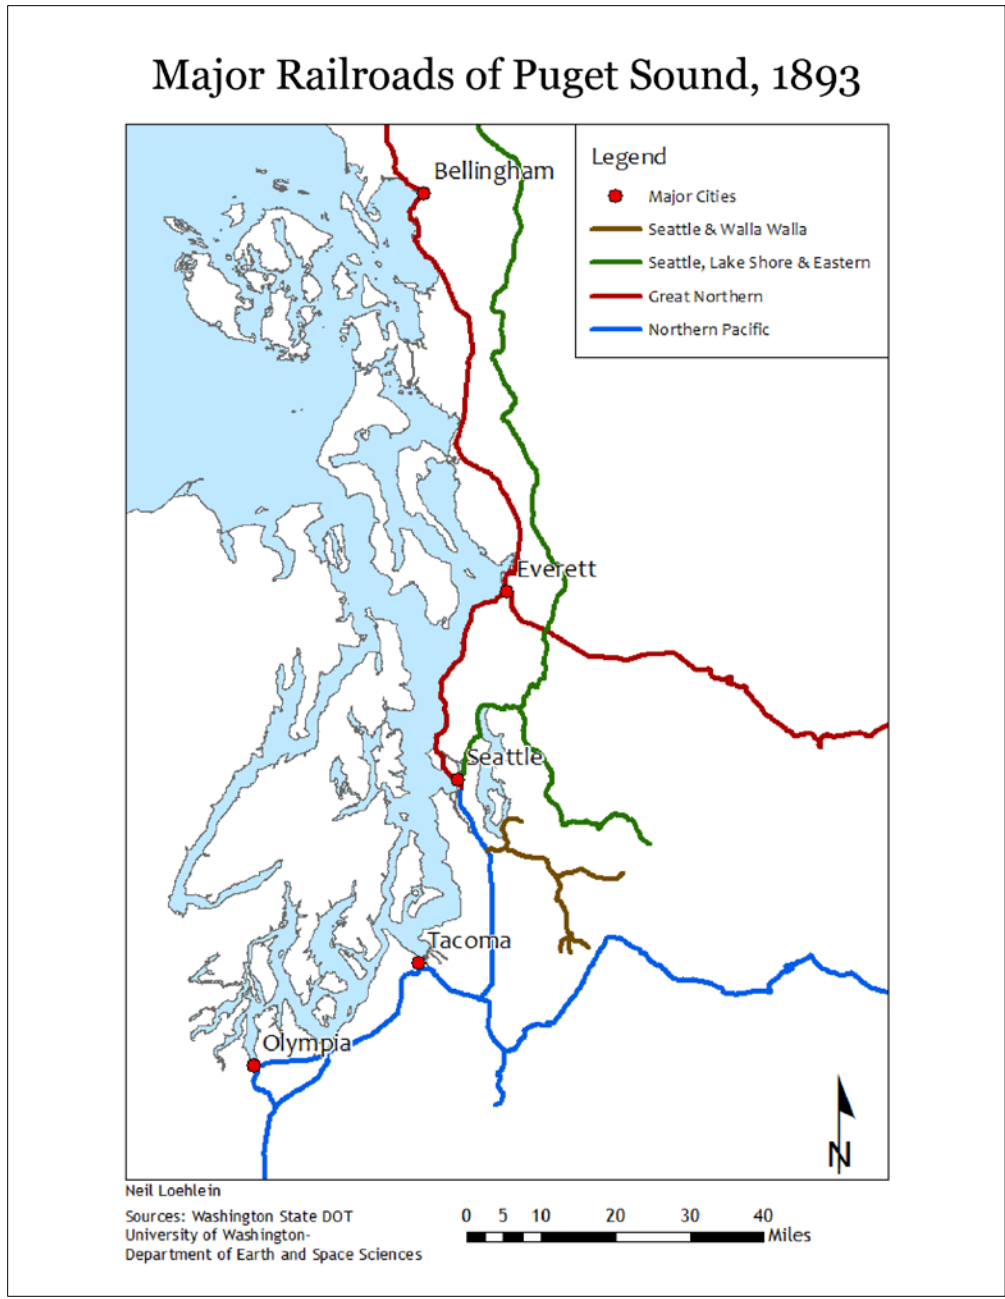 Major Railroads of Puget Sound, 1893
Legend
Major Cities
Seattle & Walla Walla
Seattle, Lake Shore & Eastern
Great Northern
Northern Pacific
Bellingham
Everett
Seattle
Tacoma
Olympia
N
Neil Loehlein
Sources: Washington State DOT
University of Washington-
Department of Earth and Space Sciences
0 5 10 20 30 40
Miles